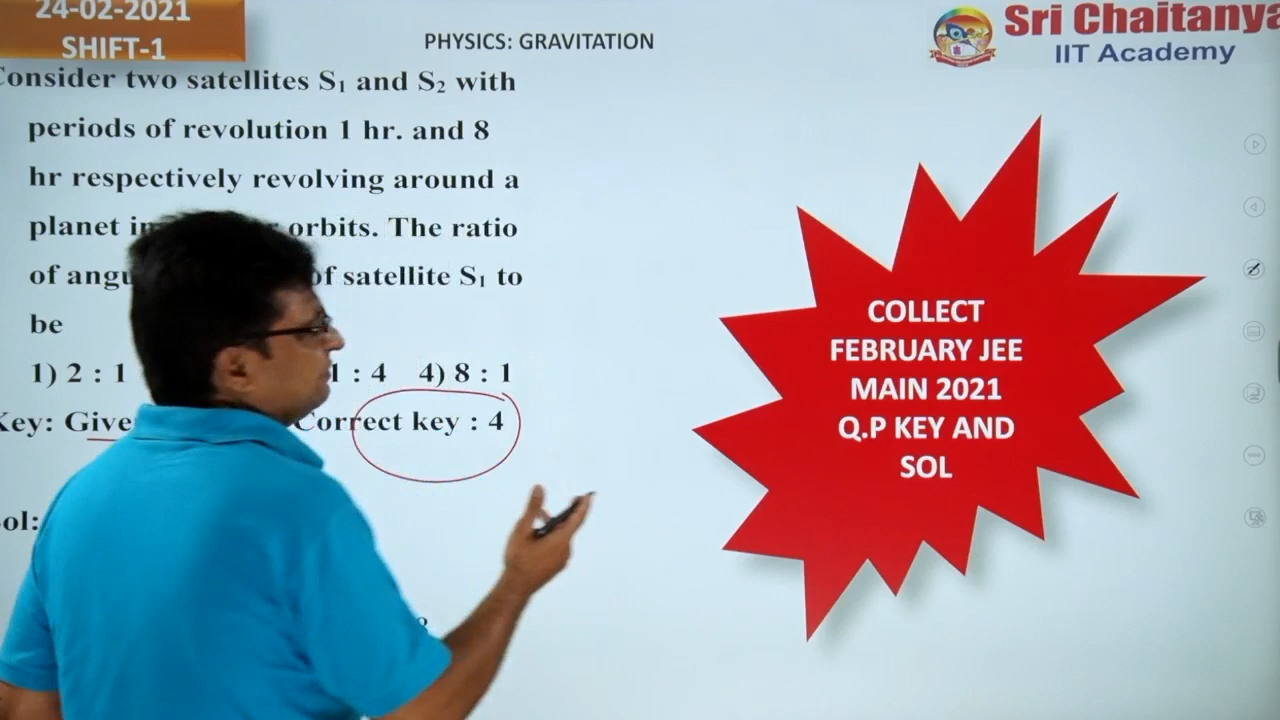 24-02-2021
SHIFT-1
PHYSICS: GRAVITATION
Sri Chaitanya
IIT Academy
Consider two satellites S₁ and S₂ with
periods of revolution 1 hr. and 8
hr respectively revolving around a
planet in orbits. The ratio
of angu of satellite S₁ to
be
1) 2 : 1 1 : 4 4) 8 : 1
Key: Give Correct key : 4
Sol:
COLLECT
FEBRUARY JEE
MAIN 2021
Q.P KEY AND
SOL